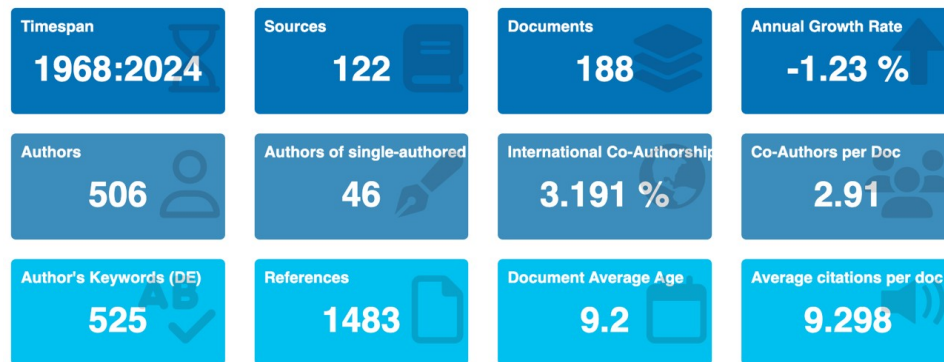 Timespan
1968:2024
Sources
122
Documents
188
Annual Growth Rate
-1.23 %
Authors
506
Authors of single-authored
46
International Co-Authorship
3.191 %
Co-Authors per Doc
2.91
Author's Keywords (DE)
525
AB
References
1483
Document Average Age
9.2
Average citations per doc
9.298